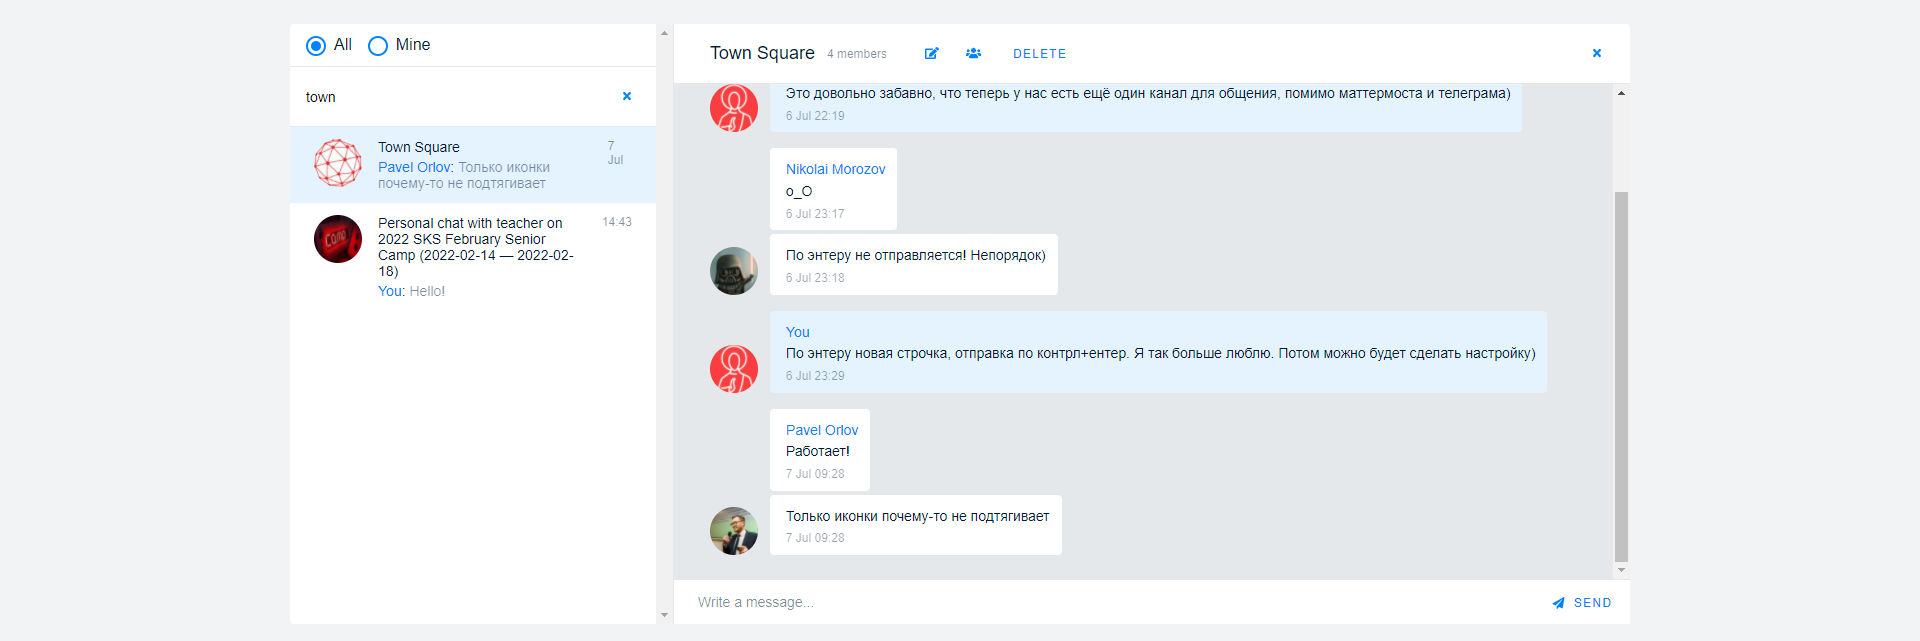 All Mine
town
Town Square
7
Jul
Pavel Orlov: Только иконки
почему-то не подтягивает
Personal chat with teacher on
2022 SKS February Senior
Camp (2022-02-14 — 2022-02-
18)
14:43
You: Hello!
Town Square 4 members DELETE
Это довольно забавно, что теперь у нас есть ещё один канал для общения, помимо маттермоста и телеграма)
6 Jul 22:19
Nikolai Morozov
o_O
6 Jul 23:17
По энтеру не отправляется! Непорядок)
6 Jul 23:18
You
По энтеру новая строчка, отправка по контрл+ентер. Я так больше люблю. Потом можно будет сделать настройку)
6 Jul 23:29
Pavel Orlov
Работает!
7 Jul 09:28
Только иконки почему-то не подтягивает
7 Jul 09:28
Write a message...
SEND